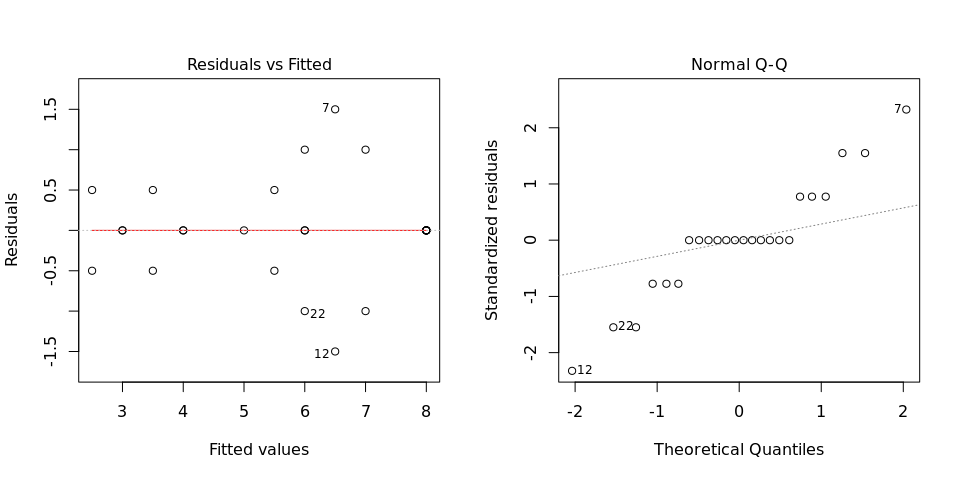 Residuals vs Fitted
Residuals
1.5
0.5
-0.5
-1.5
7
22
12
3 4 5 6 7 8
Fitted values
Normal Q-Q
Standardized residuals
2
1
0
-1
-2
7
22
12
-2 -1 0 1 2
Theoretical Quantiles